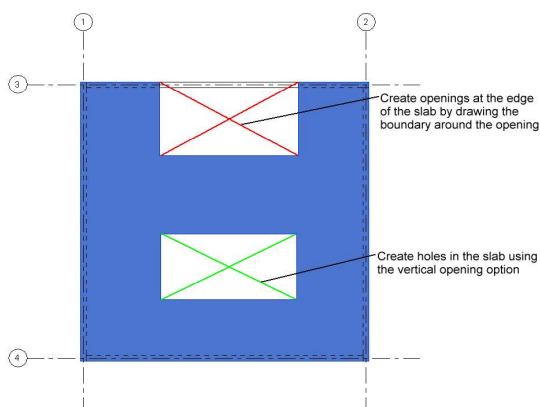 1
2
3
Create openings at the edge
of the slab by drawing the
boundary around the opening
Create holes in the slab using
the vertical opening option
4